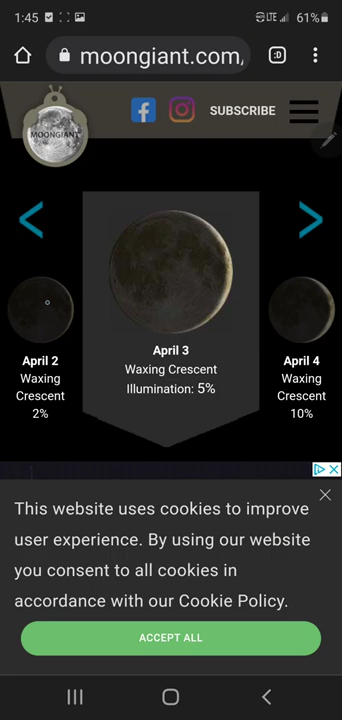 1:45
LTE 61%
moongiant.com,
:D
MOONGIANT
SUBSCRIBE
April 3
Waxing Crescent
Illumination: 5%
April 2
Waxing
Crescent
2%
April 4
Waxing
Crescent
10%
This website uses cookies to improve
user experience. By using our website
you consent to all cookies in
accordance with our Cookie Policy.
ACCEPT ALL